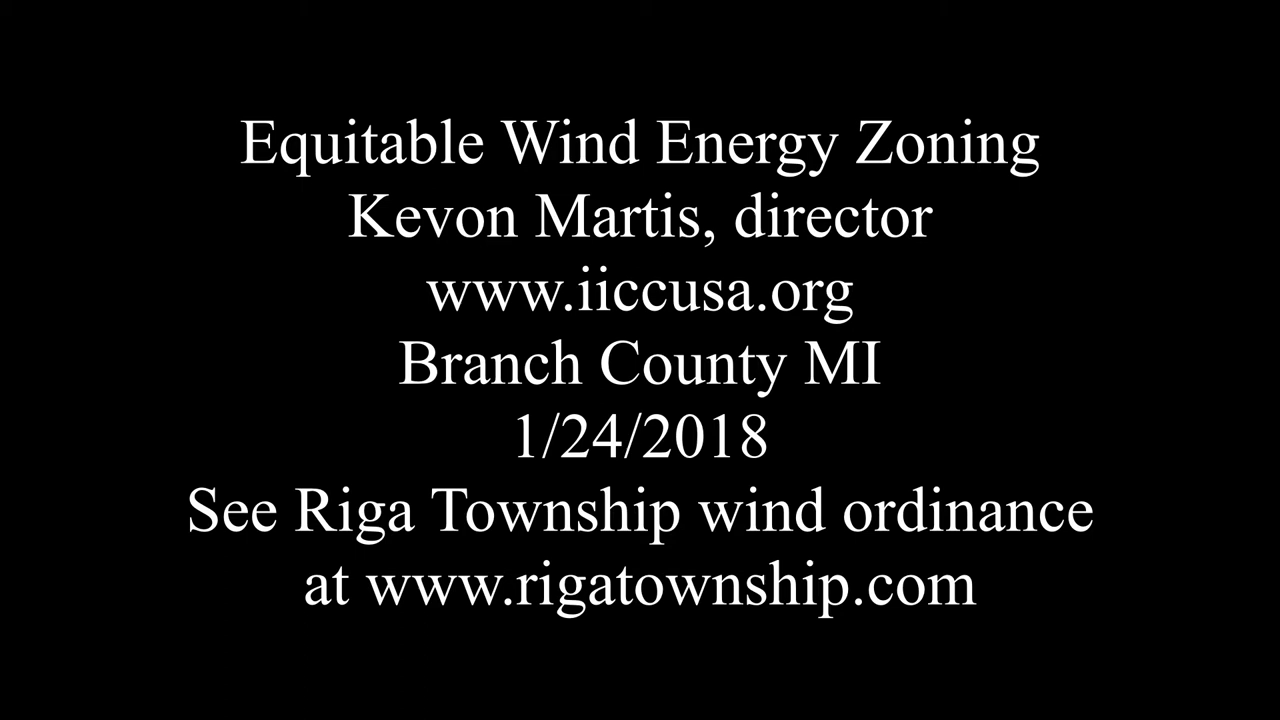 Equitable Wind Energy Zoning
Kevon Martis, director
www.iiccusa.org
Branch County MI
1/24/2018
See Riga Township wind ordinance
at www.rigatownship.com